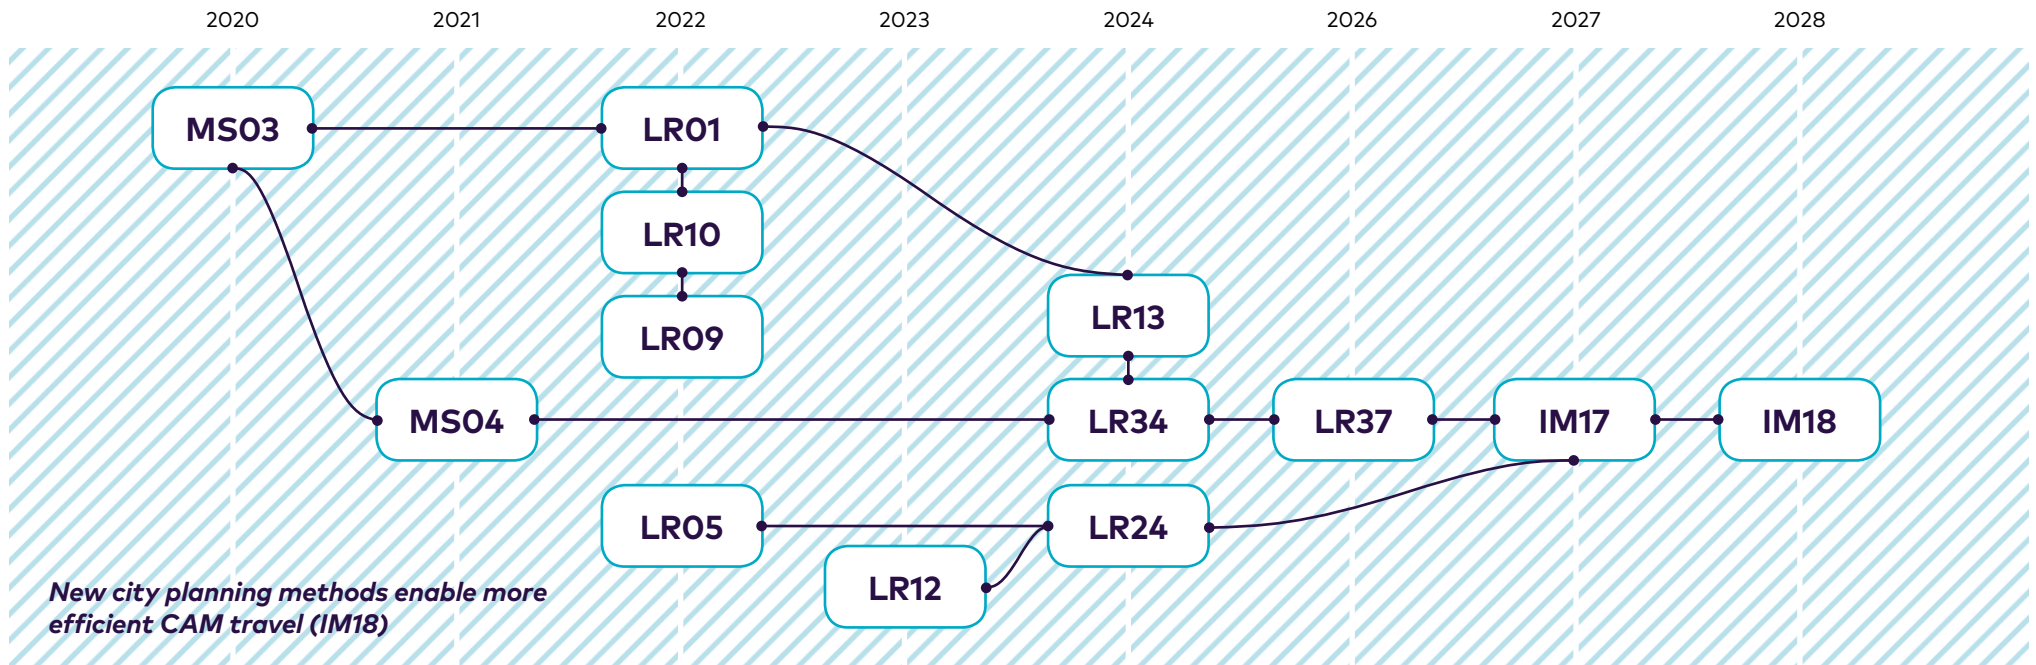 2020 2021 2022 2023 2024 2026 2027 2028
MS03 LR01
LR10
LR13
LR09
MS04 LR34 LR37 IM17 IM18
LR05 LR24
LR12
New city planning methods enable more
efficient CAM travel (IM18)